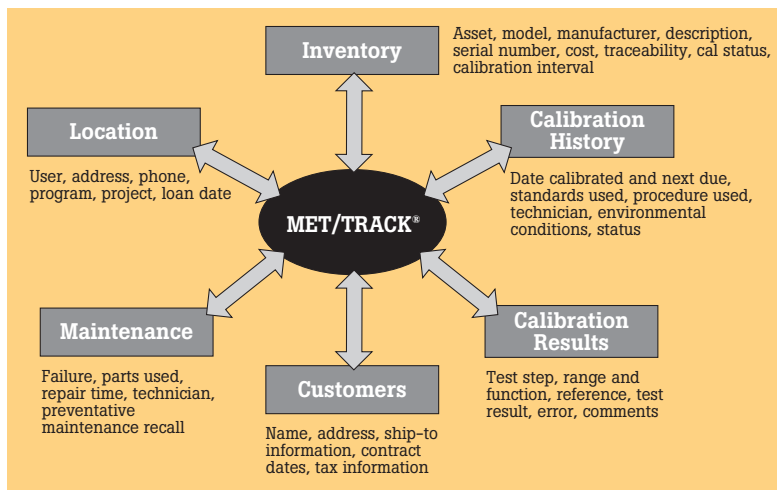 Inventory
Asset, model, manufacturer, description,
serial number, cost, traceability, cal status,
calibration interval
Location
User, address, phone,
program, project, loan date
Calibration
History
Date calibrated and next due,
standards used, procedure used,
technician, environmental
conditions, status
MET/TRACK®
Maintenance
Failure, parts used,
repair time, technician,
preventative
maintenance recall
Customers
Name, address, ship-to
information, contract
dates, tax information
Calibration
Results
Test step, range and
function, reference, test
result, error, comments